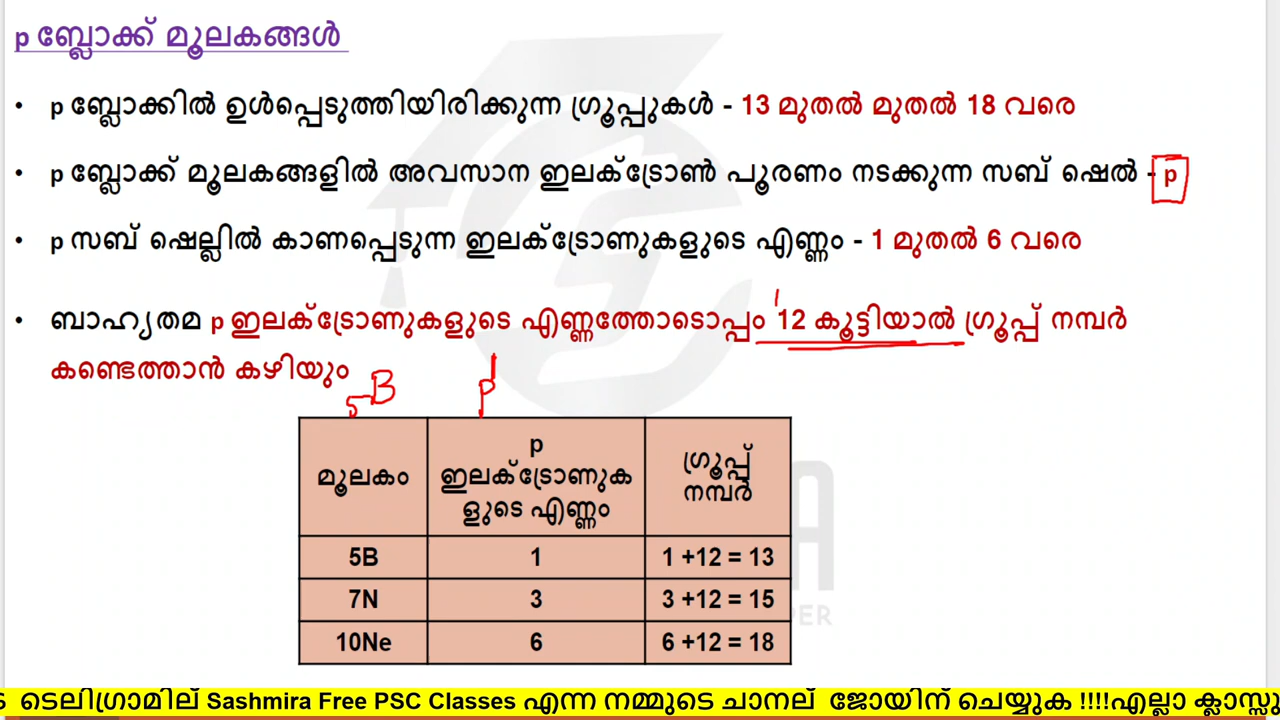 p ബ്ലോക്ക് മൂലകങ്ങൾ
• p ബ്ലോക്കിൽ ഉൾപ്പെടുത്തിയിരിക്കുന്ന ഗ്രൂപ്പുകൾ - 13 മുതൽ മുതൽ 18 വരെ
• p ബ്ലോക്ക് മൂലകങ്ങളിൽ അവസാന ഇലക്ട്രോൺ പൂരണം നടക്കുന്ന സബ് ഷെൽ - p
• p സബ് ഷെല്ലിൽ കാണപ്പെടുന്ന ഇലക്ട്രോണുകളുടെ എണ്ണം - 1 മുതൽ 6 വരെ
• ബാഹ്യതമ p ഇലക്ട്രോണുകളുടെ എണ്ണത്തോടൊപ്പം 12 കൂട്ടിയാൽ ഗ്രൂപ്പ് നമ്പർ
കണ്ടെത്താൻ കഴിയും
5B p1
മൂലകം
p
ഇലക്ട്രോണുക
ളുടെ എണ്ണം
ഗ്രൂപ്പ്
നമ്പർ
5B 1 1 +12 = 13
7N 3 3 +12 = 15
10Ne 6 6 +12 = 18
ടെലിഗ്രാമില് Sashmira Free PSC Classes എന്ന നമ്മുടെ ചാനല് ജോയിന് ചെയ്യുക !!!!എല്ലാ